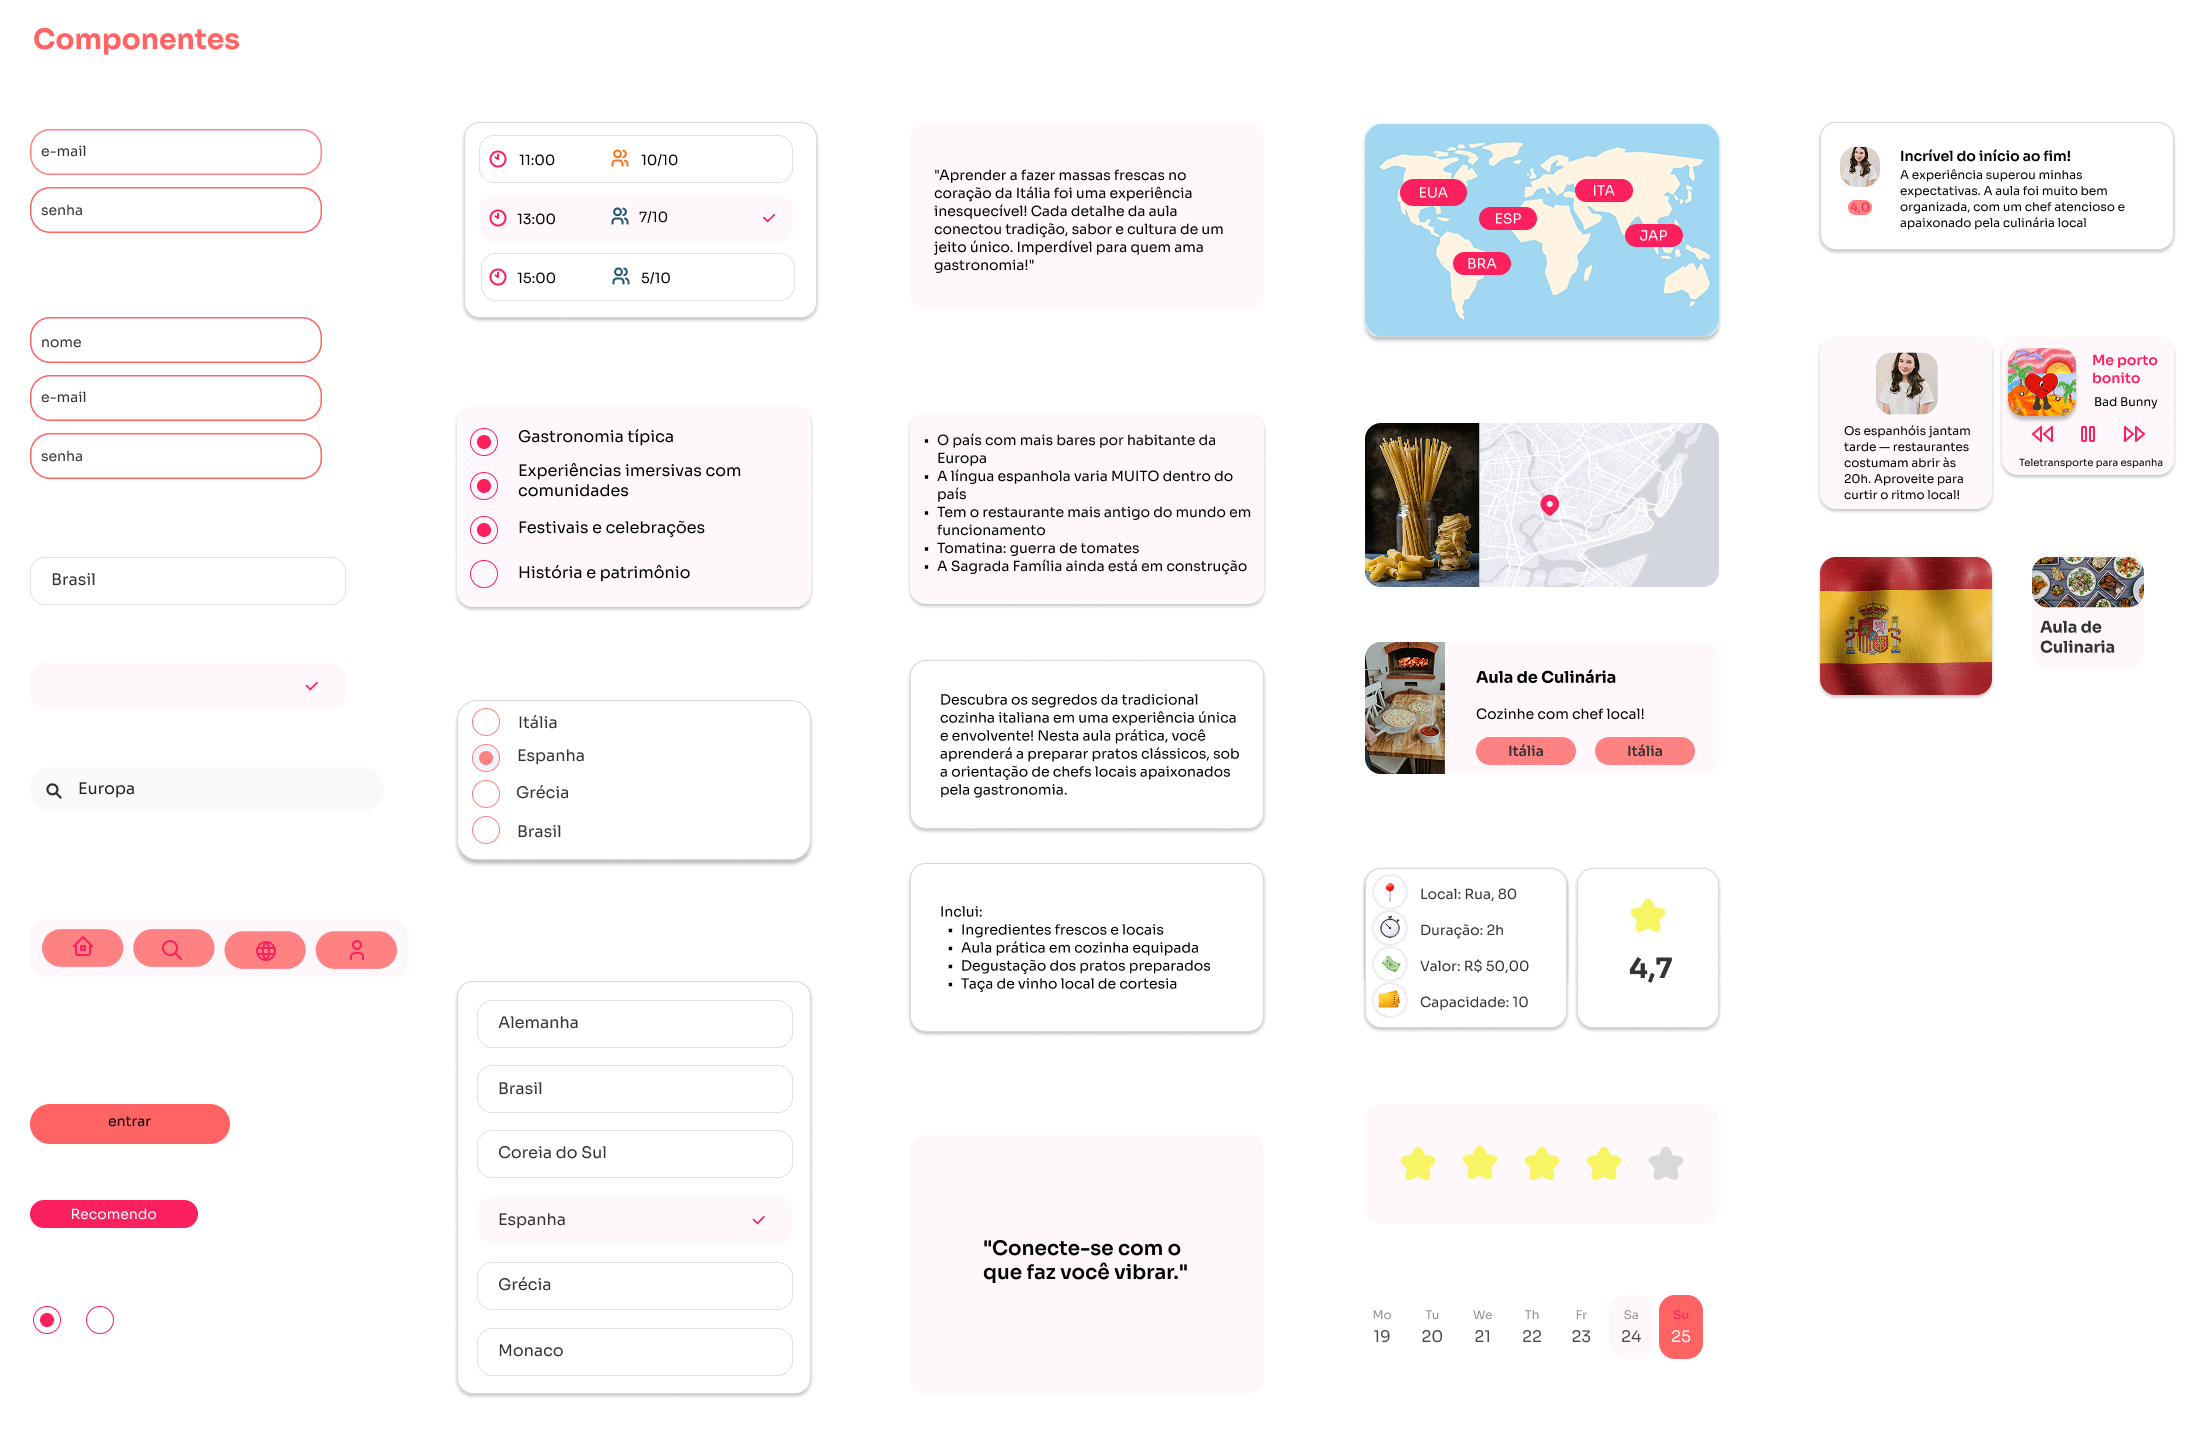 Componentes
e-mail
senha
nome
e-mail
senha
Brasil
Europa
entrar
Recomendo
11:00 10/10
13:00 7/10
15:00 5/10
Gastronomia típica
Experiências imersivas com
comunidades
Festivais e celebrações
História e patrimônio
Itália
Espanha
Grécia
Brasil
Alemanha
Brasil
Coreia do Sul
Espanha
Grécia
Monaco
"Aprender a fazer massas frescas no
coração da Itália foi uma experiência
inesquecível! Cada detalhe da aula
conectou tradição, sabor e cultura de um
jeito único. Imperdível para quem ama
gastronomia!"
▪ O país com mais bares por habitante da
Europa
▪ A língua espanhola varia MUITO dentro do
país
▪ Tem o restaurante mais antigo do mundo em
funcionamento
▪ Tomatina: guerra de tomates
▪ A Sagrada Família ainda está em construção
Descubra os segredos da tradicional
cozinha italiana em uma experiência única
e envolvente! Nesta aula prática, você
aprenderá a preparar pratos clássicos, sob
a orientação de chefs locais apaixonados
pela gastronomia.
Inclui:
▪ Ingredientes frescos e locais
▪ Aula prática em cozinha equipada
▪ Degustação dos pratos preparados
▪ Taça de vinho local de cortesia
"Conecte-se com o
que faz você vibrar."
EUA
ITA
ESP
JAP
BRA
Aula de Culinária
Cozinhe com chef local!
Itália Itália
Local: Rua, 80
Duração: 2h
Valor: R$ 50,00
Capacidade: 10
4,7
Mo Tu We Th Fr Sa Su
19 20 21 22 23 24 25
Incrível do início ao fim!
A experiência superou minhas
expectativas. A aula foi muito bem
organizada, com um chef atencioso e
apaixonado pela culinária local
4,0
Os espanhóis jantam
tarde — restaurantes
costumam abrir às
20h. Aproveite para
curtir o ritmo local!
Me porto
bonito
Bad Bunny
Teletransporte para espanha
Aula de
Culinaria